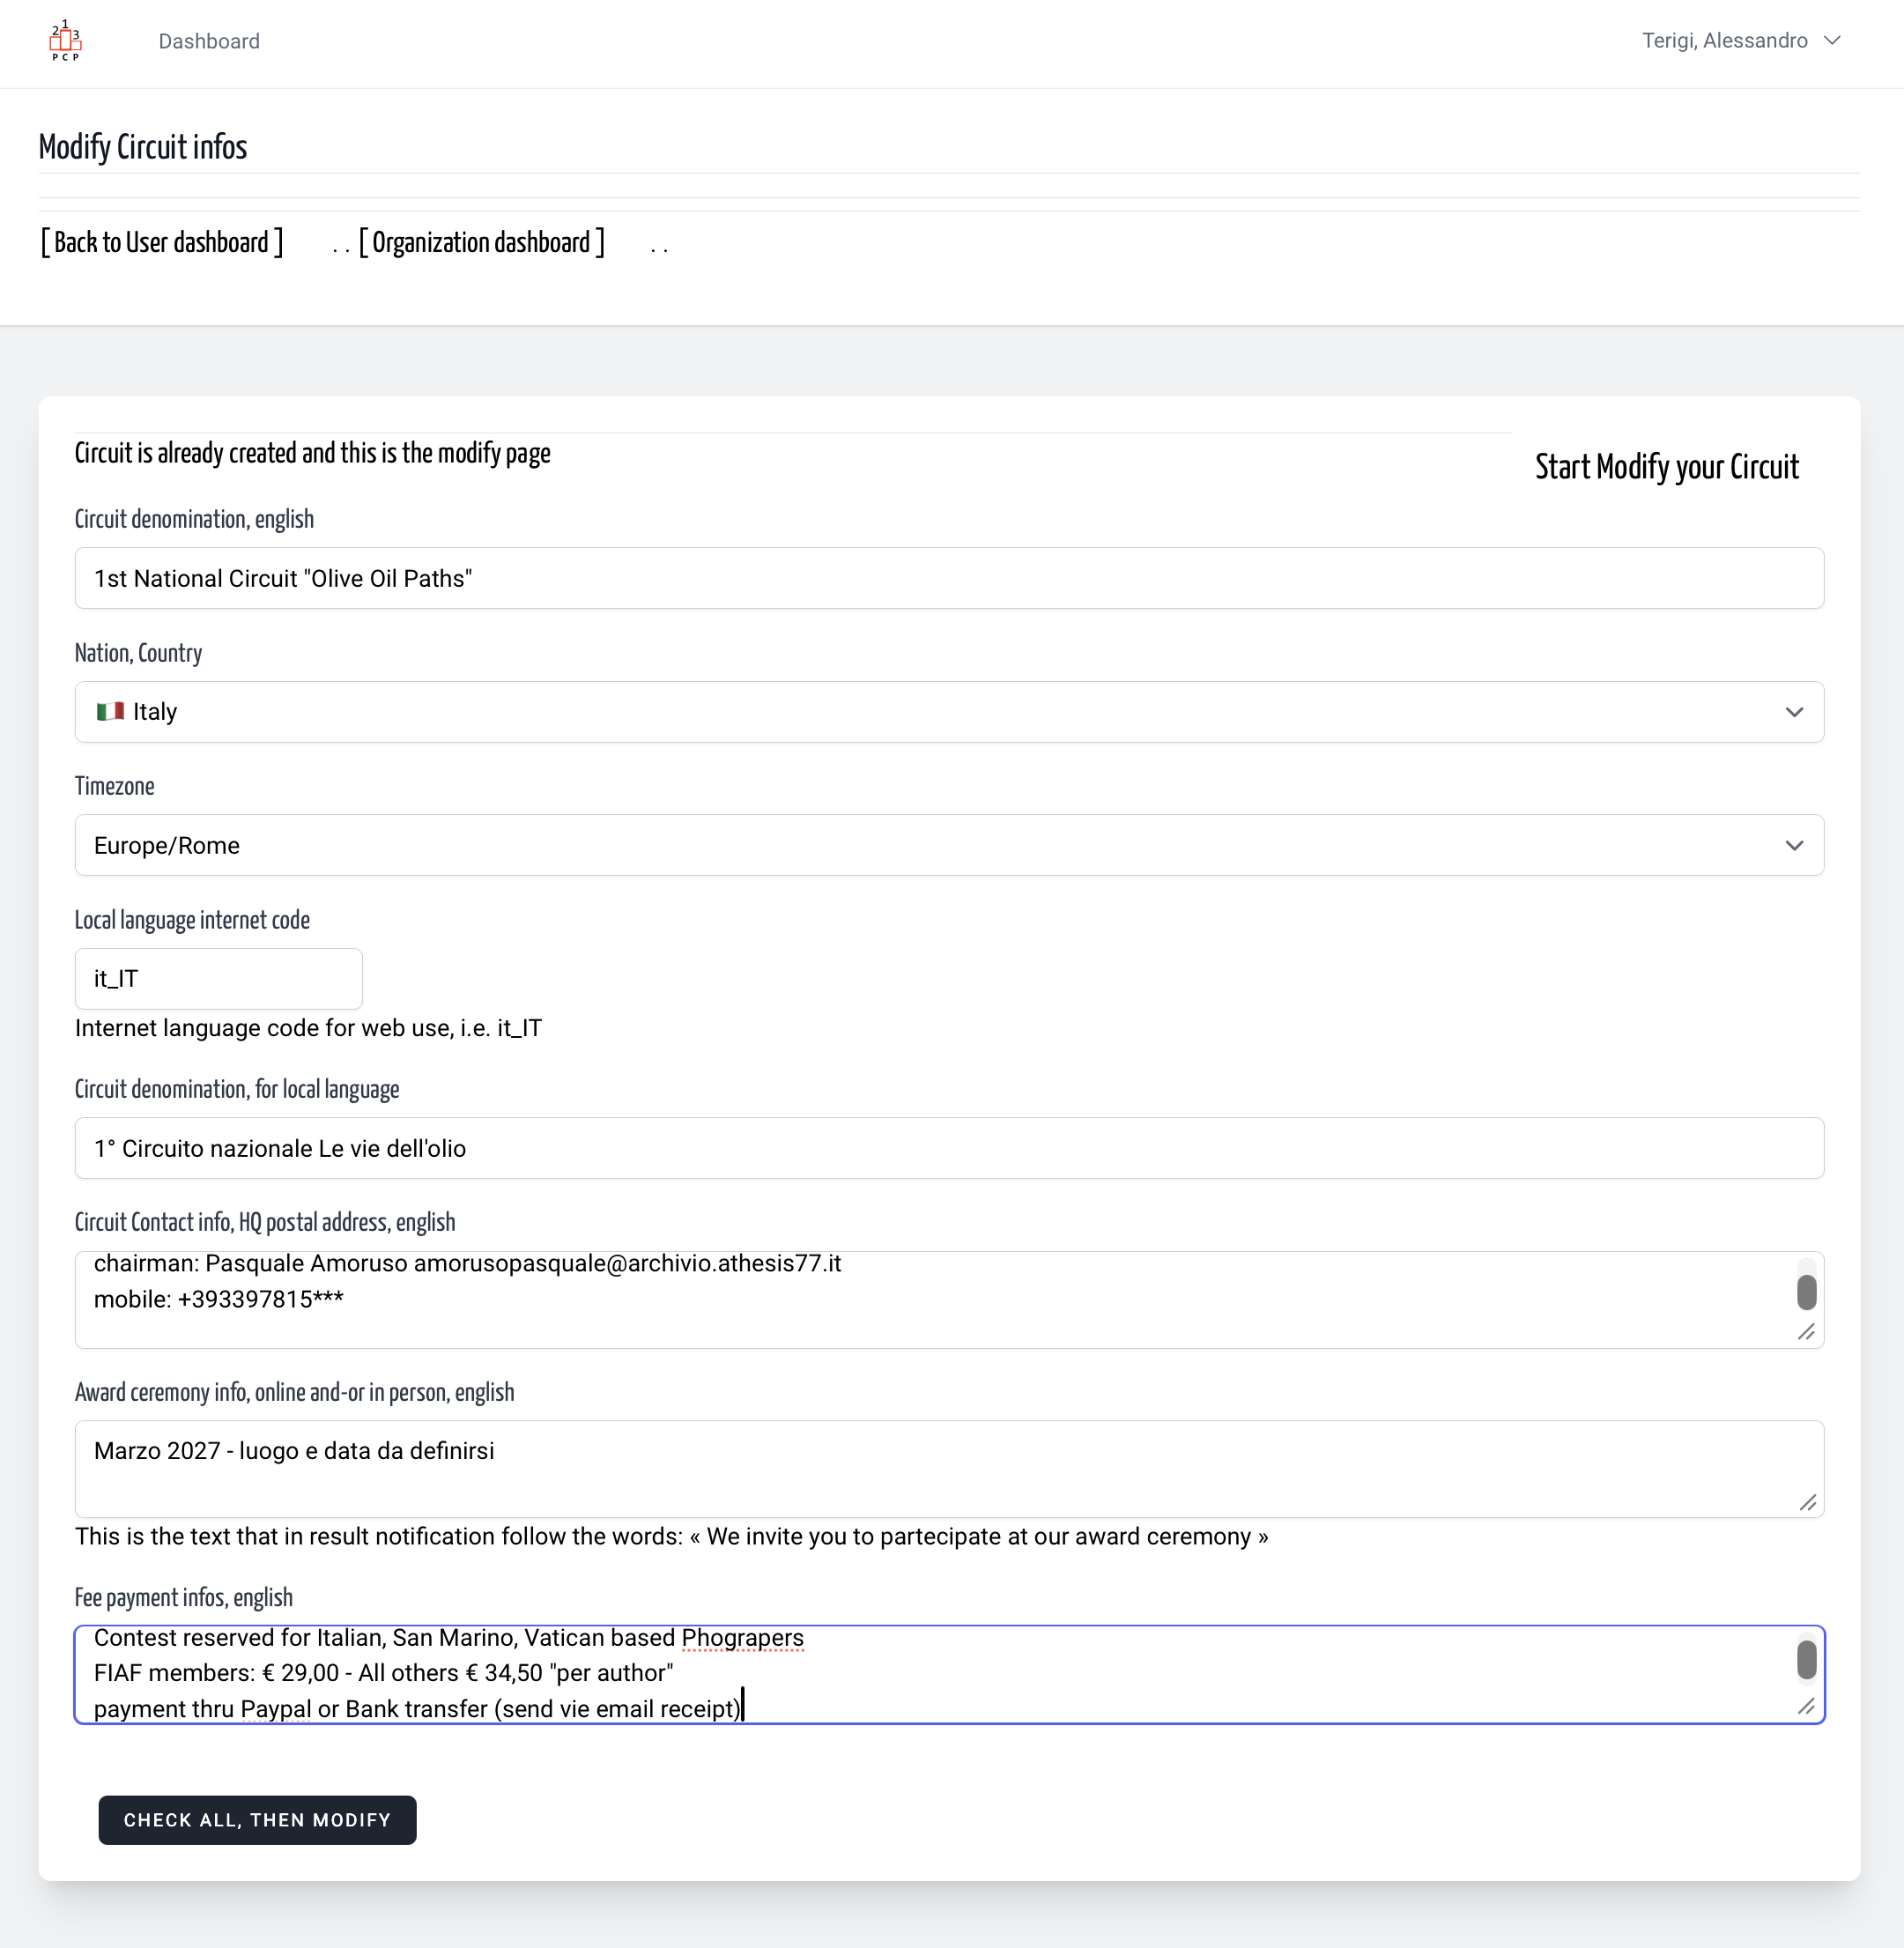 2 1 3
P C P
Dashboard
Terigi, Alessandro
Modify Circuit infos
[ Back to User dashboard ] . . [ Organization dashboard ] . .
Circuit is already created and this is the modify page
Start Modify your Circuit
Circuit denomination, english
1st National Circuit "Olive Oil Paths"
Nation, Country
🇮🇹 Italy
Timezone
Europe/Rome
Local language internet code
it_IT
Internet language code for web use, i.e. it_IT
Circuit denomination, for local language
1° Circuito nazionale Le vie dell'olio
Circuit Contact info, HQ postal address, english
chairman: Pasquale Amoruso amorusopasquale@archivio.athesis77.it
mobile: +393397815***
Award ceremony info, online and-or in person, english
Marzo 2027 - luogo e data da definirsi
This is the text that in result notification follow the words: « We invite you to partecipate at our award ceremony »
Fee payment infos, english
Contest reserved for Italian, San Marino, Vatican based Phograpers
FIAF members: € 29,00 - All others € 34,50 "per author"
payment thru Paypal or Bank transfer (send vie email receipt)
CHECK ALL, THEN MODIFY